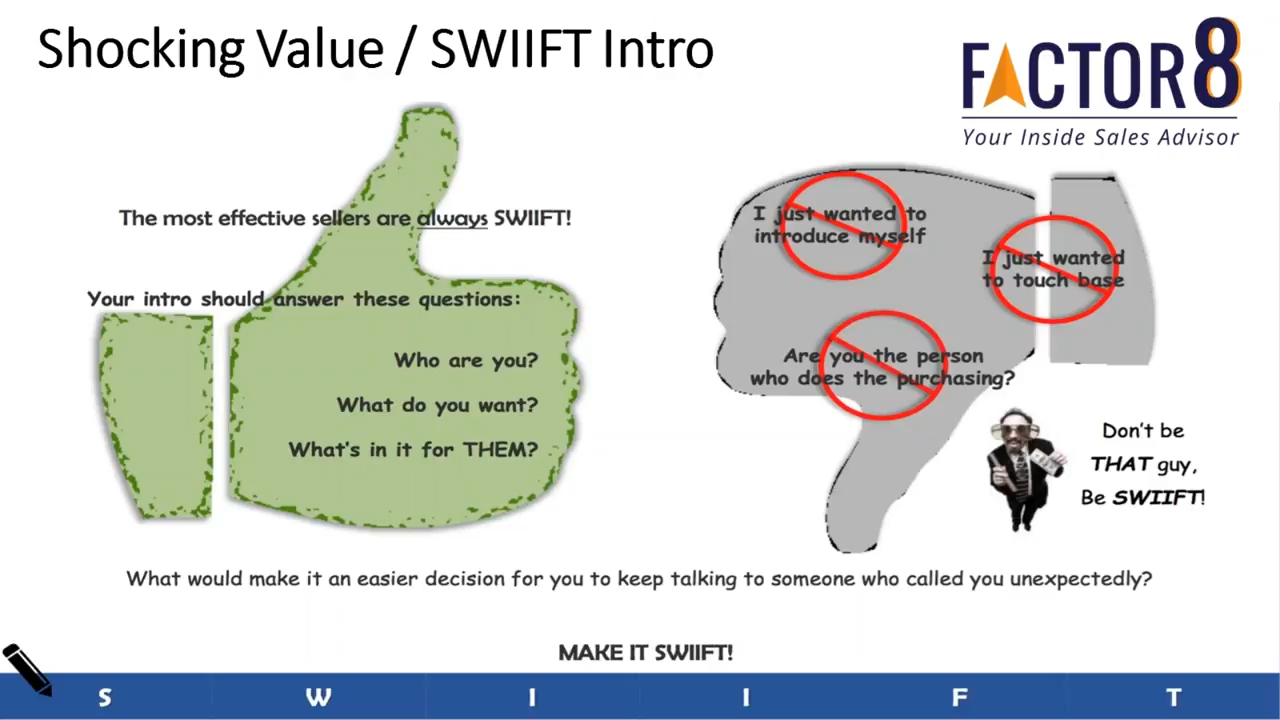 Shocking Value / SWIIFT Intro
FACTOR8
Your Inside Sales Advisor
The most effective sellers are always SWIIFT!
Your intro should answer these questions:
Who are you?
What do you want?
What's in it for THEM?
I just wanted to
introduce myself
I just wanted
to touch base
Are you the person
who does the purchasing?
Don't be
THAT guy,
Be SWIIFT!
What would make it an easier decision for you to keep talking to someone who called you unexpectedly?
MAKE IT SWIIFT!
S W I I F T